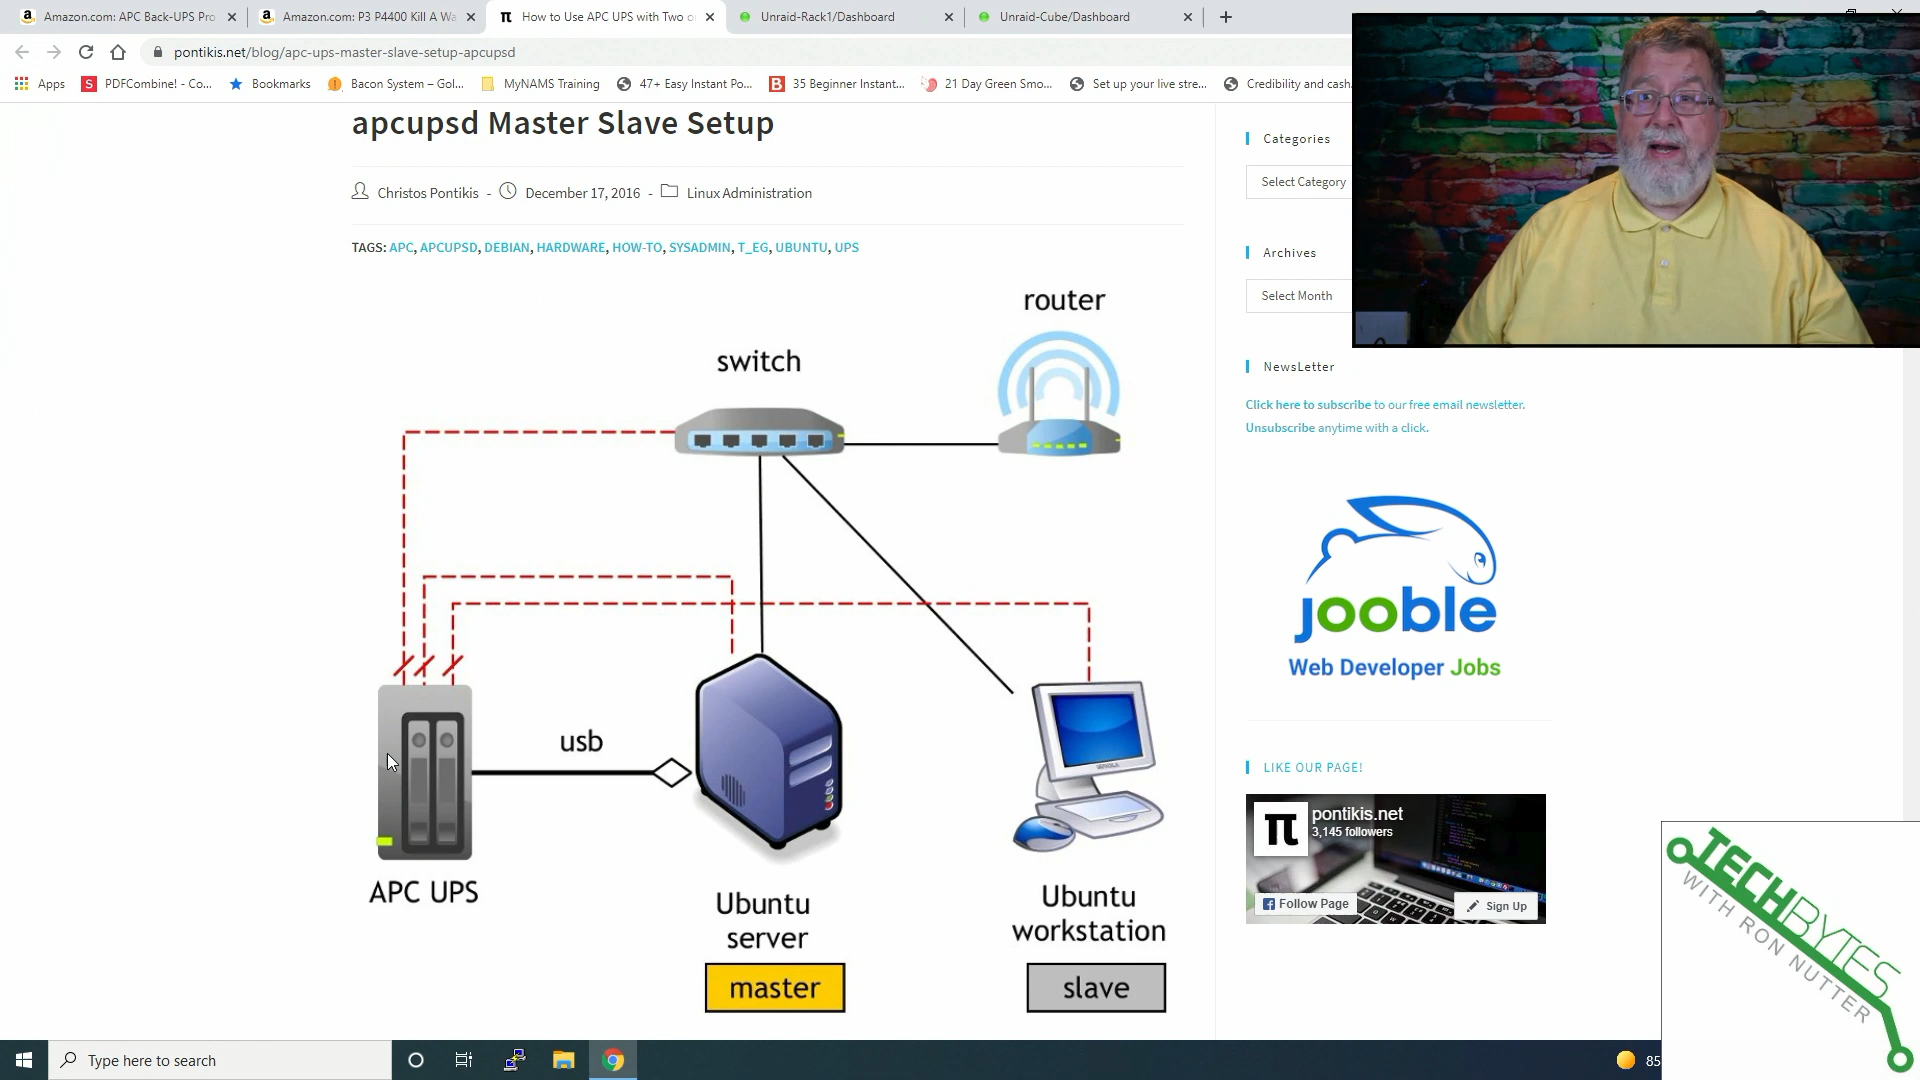 Amazon.com: APC Back-UPS Pro
Amazon.com: P3 P4400 Kill A Wa
π How to Use APC UPS with Two o
Unraid-Rack1/Dashboard
Unraid-Cube/Dashboard
pontikis.net/blog/apc-ups-master-slave-setup-apcupsd
Apps
PDFCombine! - Co...
Bookmarks
Bacon System – Gol...
MyNAMS Training
47+ Easy Instant Po...
35 Beginner Instant...
21 Day Green Smo...
Set up your live stre...
Credibility and cash
apcupsd Master Slave Setup
Christos Pontikis - December 17, 2016 - Linux Administration
TAGS: APC, APCUPSD, DEBIAN, HARDWARE, HOW-TO, SYSADMIN, T_EG, UBUNTU, UPS
router
switch
usb
APC UPS
Ubuntu
server
master
Ubuntu
workstation
slave
Categories
Select Category
Archives
Select Month
NewsLetter
Click here to subscribe to our free email newsletter.
Unsubscribe anytime with a click.
jooble
Web Developer Jobs
LIKE OUR PAGE!
π
pontikis.net
3,145 followers
Follow Page
Sign Up
TECHBYTES
WITH RON NUTTER
Type here to search
85